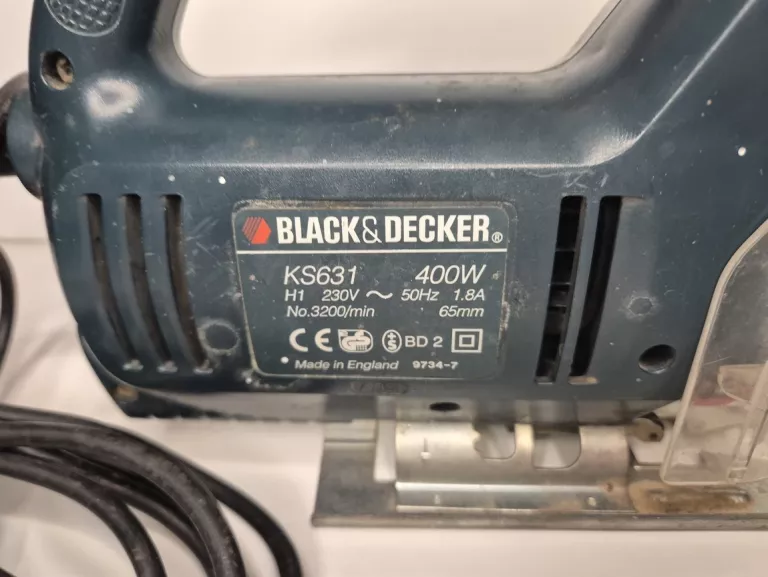 BLACK&DECKER®
KS631 400W
H1 230V ~ 50Hz 1.8A
No.3200/min 65mm
CE GS S BD 2
Made in England 9734-7